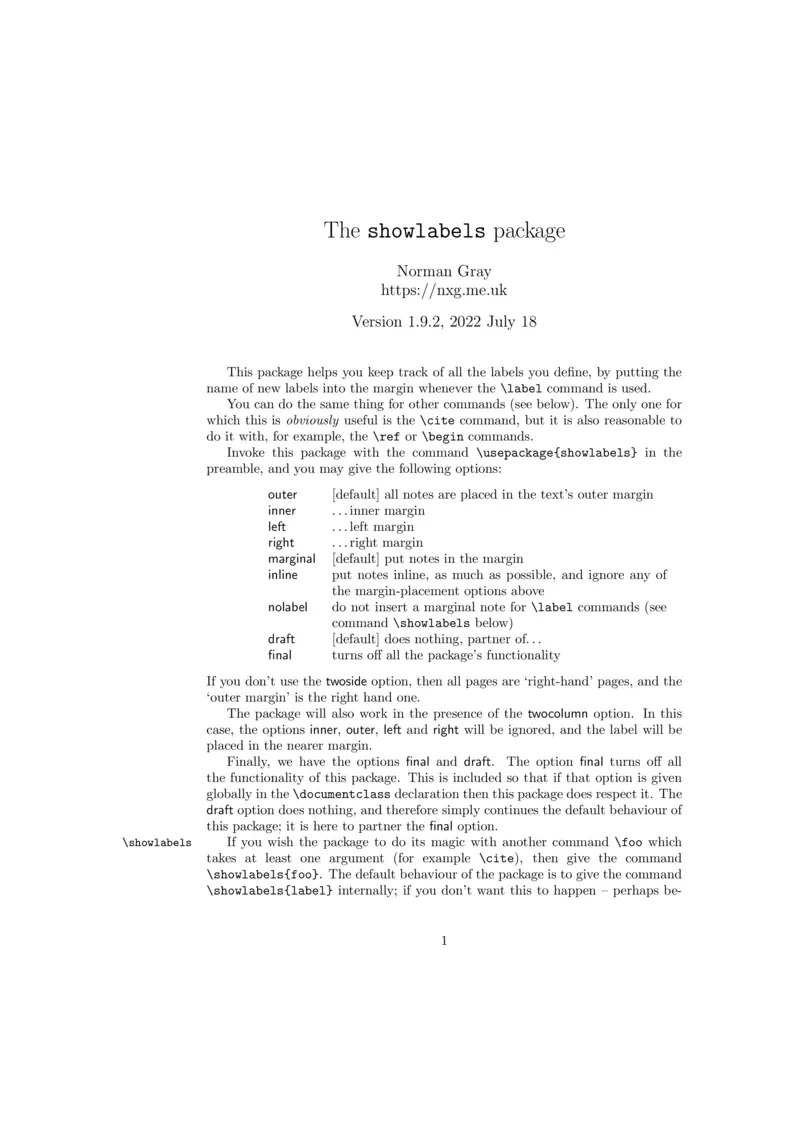 The showlabels package
Norman Gray
https://nxg.me.uk
Version 1.9.2, 2022 July 18
This package helps you keep track of all the labels you define, by putting the
name of new labels into the margin whenever the \label command is used.
You can do the same thing for other commands (see below). The only one for
which this is obviously useful is the \cite command, but it is also reasonable to
do it with, for example, the \ref or \begin commands.
Invoke this package with the command \usepackage{showlabels} in the
preamble, and you may give the following options:
outer [default] all notes are placed in the text's outer margin
inner ...inner margin
left ...left margin
right ...right margin
marginal [default] put notes in the margin
inline put notes inline, as much as possible, and ignore any of
the margin-placement options above
nolabel do not insert a marginal note for \label commands (see
command \showlabels below)
draft [default] does nothing, partner of...
final turns off all the package's functionality
If you don't use the twoside option, then all pages are 'right-hand' pages, and the
'outer margin' is the right hand one.
The package will also work in the presence of the twocolumn option. In this
case, the options inner, outer, left and right will be ignored, and the label will be
placed in the nearer margin.
Finally, we have the options final and draft. The option final turns off all
the functionality of this package. This is included so that if that option is given
globally in the \documentclass declaration then this package does respect it. The
draft option does nothing, and therefore simply continues the default behaviour of
this package; it is here to partner the final option.
\showlabels If you wish the package to do its magic with another command \foo which
takes at least one argument (for example \cite), then give the command
\showlabels{foo}. The default behaviour of the package is to give the command
\showlabels{label} internally; if you don't want this to happen – perhaps be-
1